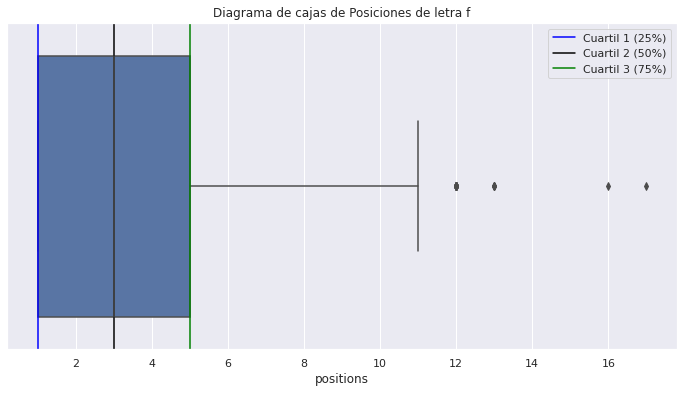 Diagrama de cajas de Posiciones de letra f
Cuartil 1 (25%)
Cuartil 2 (50%)
Cuartil 3 (75%)
2 4 6 8 10 12 14 16
positions